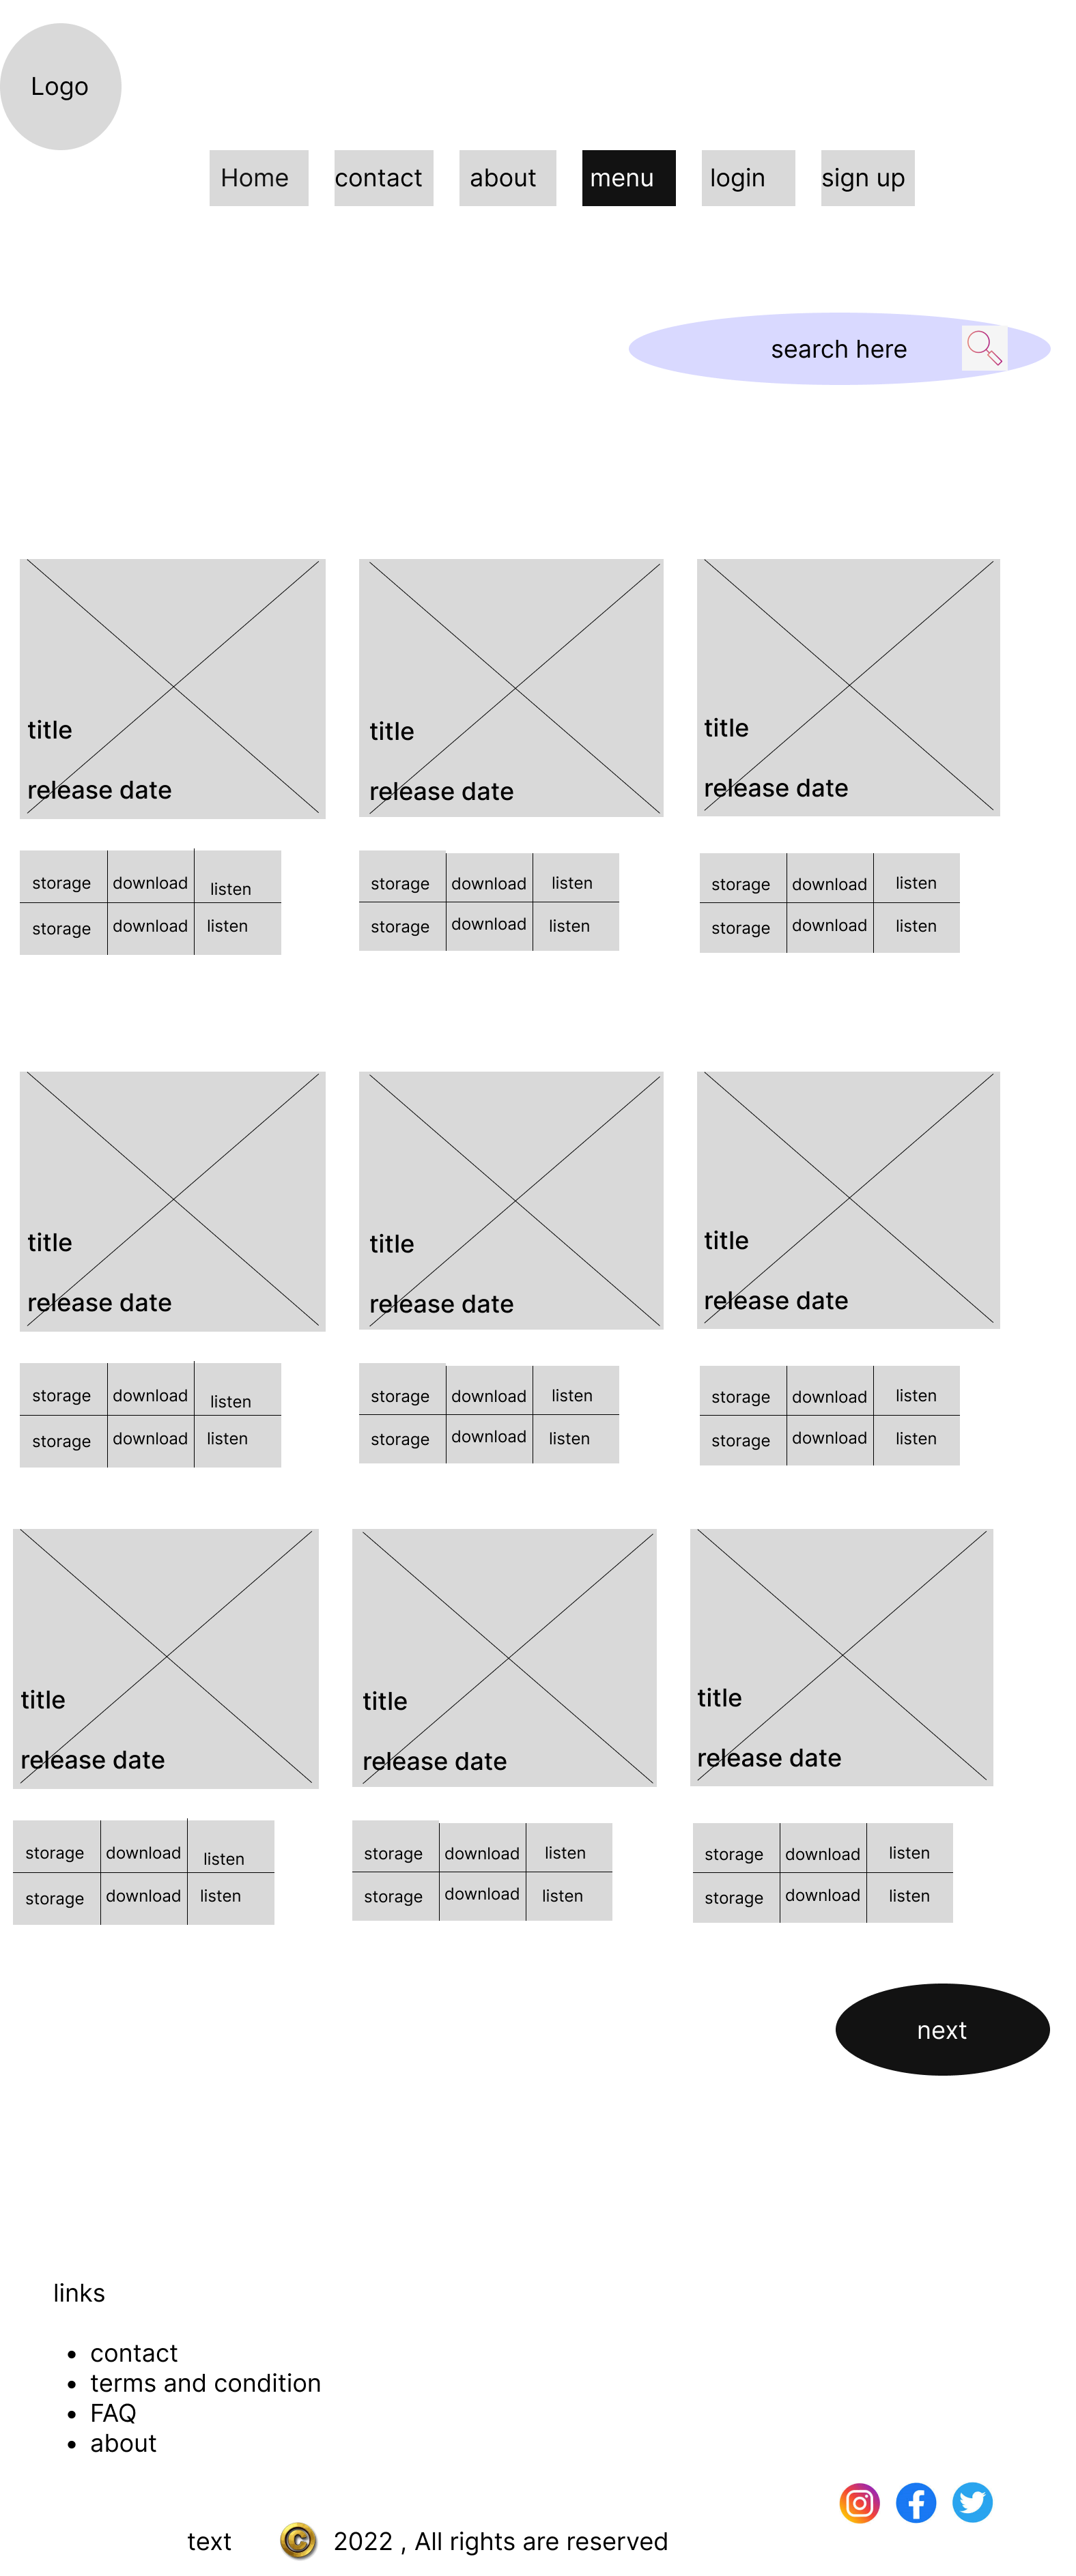 Logo
Home contact about menu login sign up
search here
title title title
release date release date release date
storage download listen storage download listen storage download listen
storage download listen storage download listen storage download listen
title title title
release date release date release date
storage download listen storage download listen storage download listen
storage download listen storage download listen storage download listen
title title title
release date release date release date
storage download listen storage download listen storage download listen
storage download listen storage download listen storage download listen
next
links
• contact
• terms and condition
• FAQ
• about
text © 2022 , All rights are reserved